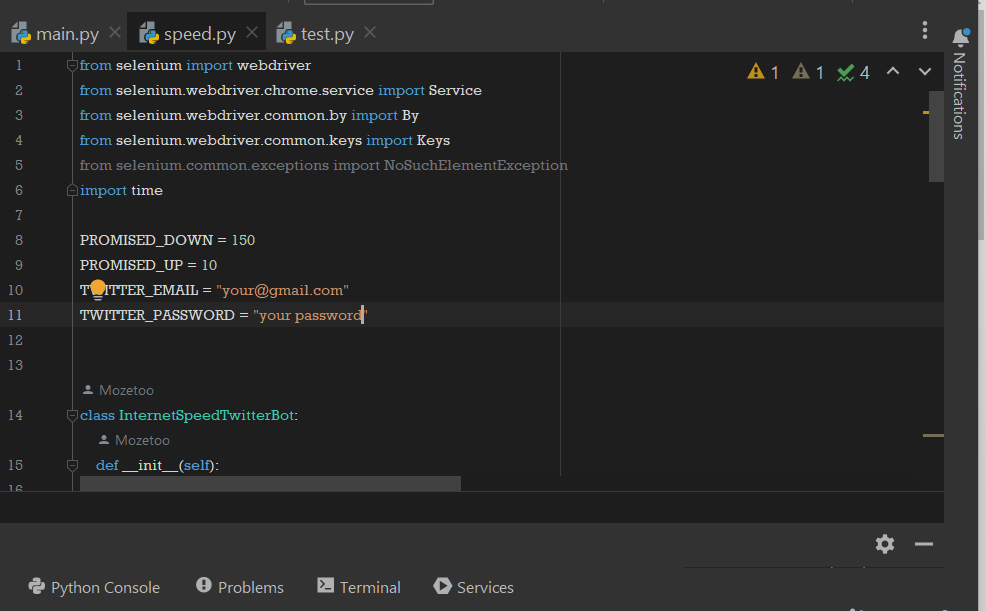 main.py speed.py test.py
1 from selenium import webdriver
1 1 4
2 from selenium.webdriver.chrome.service import Service
3 from selenium.webdriver.common.by import By
4 from selenium.webdriver.common.keys import Keys
5 from selenium.common.exceptions import NoSuchElementException
6 import time
7
8 PROMISED_DOWN = 150
9 PROMISED_UP = 10
10 TWITTER_EMAIL = "your@gmail.com"
11 TWITTER_PASSWORD = "your password"
12
13
Mozetoo
14 class InternetSpeedTwitterBot:
Mozetoo
15 def __init__(self):
16
Notifications
Python Console Problems Terminal Services